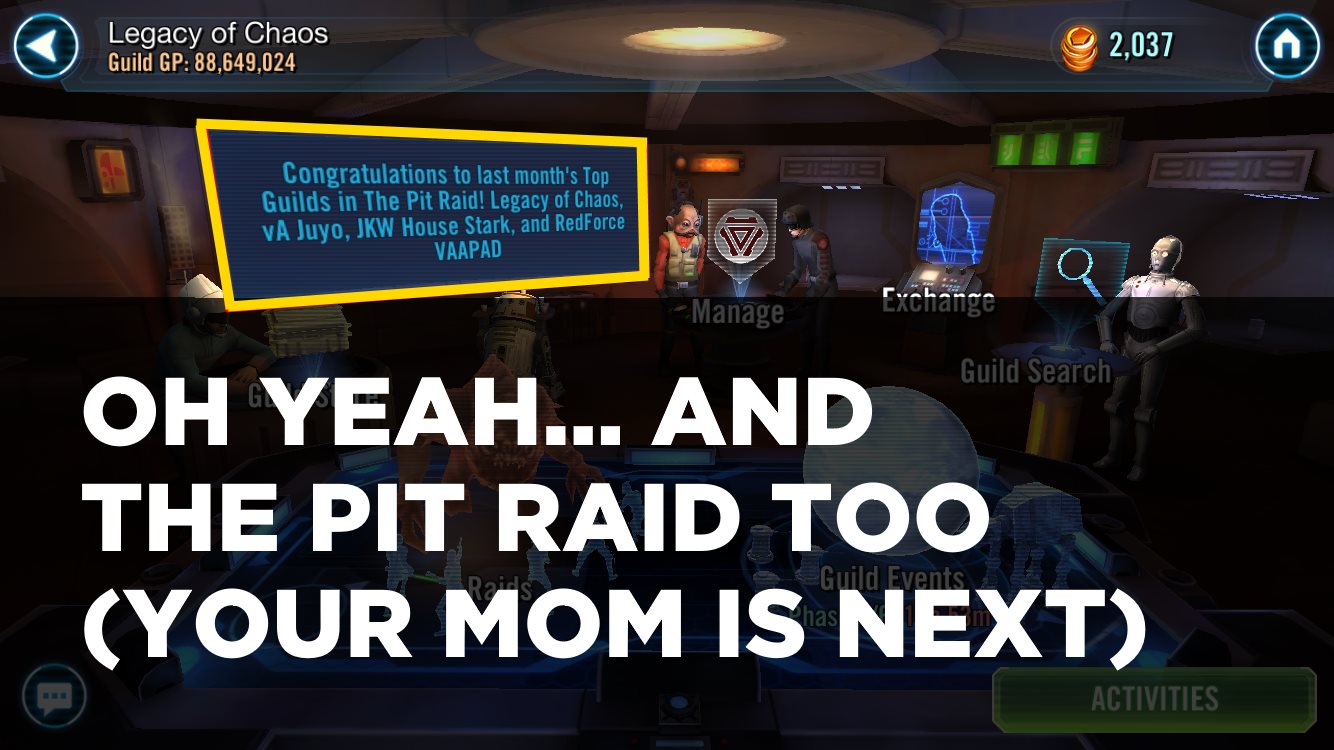 Legacy of Chaos
Guild GP: 88,649,024
2,037
Congratulations to last month's Top
Guilds in The Pit Raid! Legacy of Chaos,
vA Juyo, JKW House Stark, and RedForce
VAAPAD
Manage
Exchange
Guild Search
OH YEAH... AND
THE PIT RAID TOO
Raids
Guild Events
(YOUR MOM IS NEXT)
ACTIVITIES